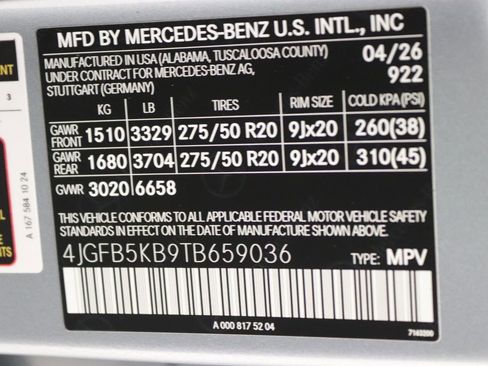 MFD BY MERCEDES-BENZ U.S. INTL., INC
MANUFACTURED IN USA (ALABAMA, TUSCALOOSA COUNTY) 04/26
UNDER CONTRACT FOR MERCEDES-BENZ AG, 922
STUTTGART (GERMANY)
KG LB TIRES RIM SIZE COLD KPA(PSI)
GAWR FRONT 1510 3329 275/50 R20 9Jx20 260(38)
GAWR REAR 1680 3704 275/50 R20 9Jx20 310(45)
GVWR 3020 6658
THIS VEHICLE CONFORMS TO ALL APPLICABLE FEDERAL MOTOR VEHICLE SAFETY
STANDARDS IN EFFECT ON THE DATE OF MANUFACTURE SHOWN ABOVE.
4JGFB5KB9TB659036 TYPE: MPV
A 000 817 52 04
7163200
3
A 167 584 10 24